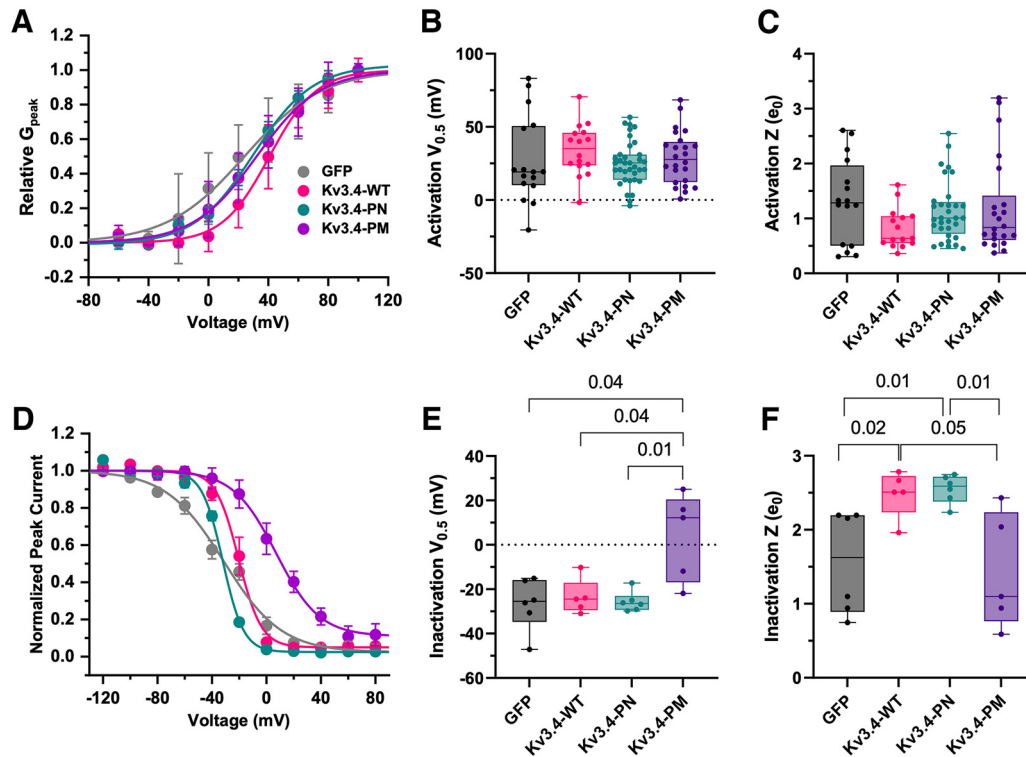 A
Relative Gpeak
1.2
1.0
0.8
0.6
0.4
0.2
0.0
-0.2
-80
-40
0
40
80
120
Voltage (mV)
GFP
Kv3.4-WT
Kv3.4-PN
Kv3.4-PM
B
Activation V0.5 (mV)
100
50
0
-50
GFP
Kv3.4-WT
Kv3.4-PN
Kv3.4-PM
C
Activation Z (e0)
4
3
2
1
0
GFP
Kv3.4-WT
Kv3.4-PN
Kv3.4-PM
D
Normalized Peak Current
1.2
1.0
0.8
0.6
0.4
0.2
0.0
-120
-80
-40
0
40
80
Voltage (mV)
E
0.04
0.04
0.01
Inactivation V0.5 (mV)
40
20
0
-20
-40
-60
GFP
Kv3.4-WT
Kv3.4-PN
Kv3.4-PM
F
0.01
0.01
0.02
0.05
Inactivation Z (e0)
3
2
1
0
GFP
Kv3.4-WT
Kv3.4-PN
Kv3.4-PM